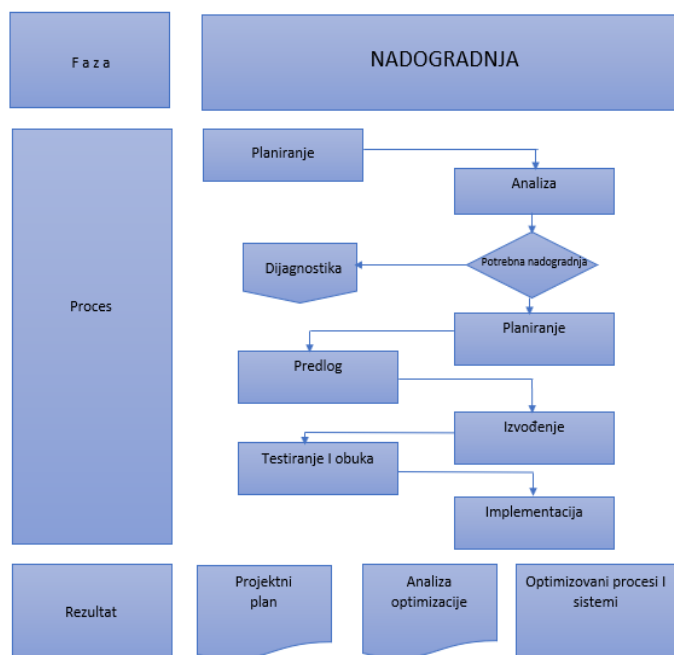 F a z a
NADOGRADNJA
Proces
Planiranje
Analiza
Potrebna nadogradnja
Dijagnostika
Planiranje
Predlog
Izvođenje
Testiranje I obuka
Implementacija
Rezultat
Projektni
plan
Analiza
optimizacije
Optimizovani procesi I
sistemi